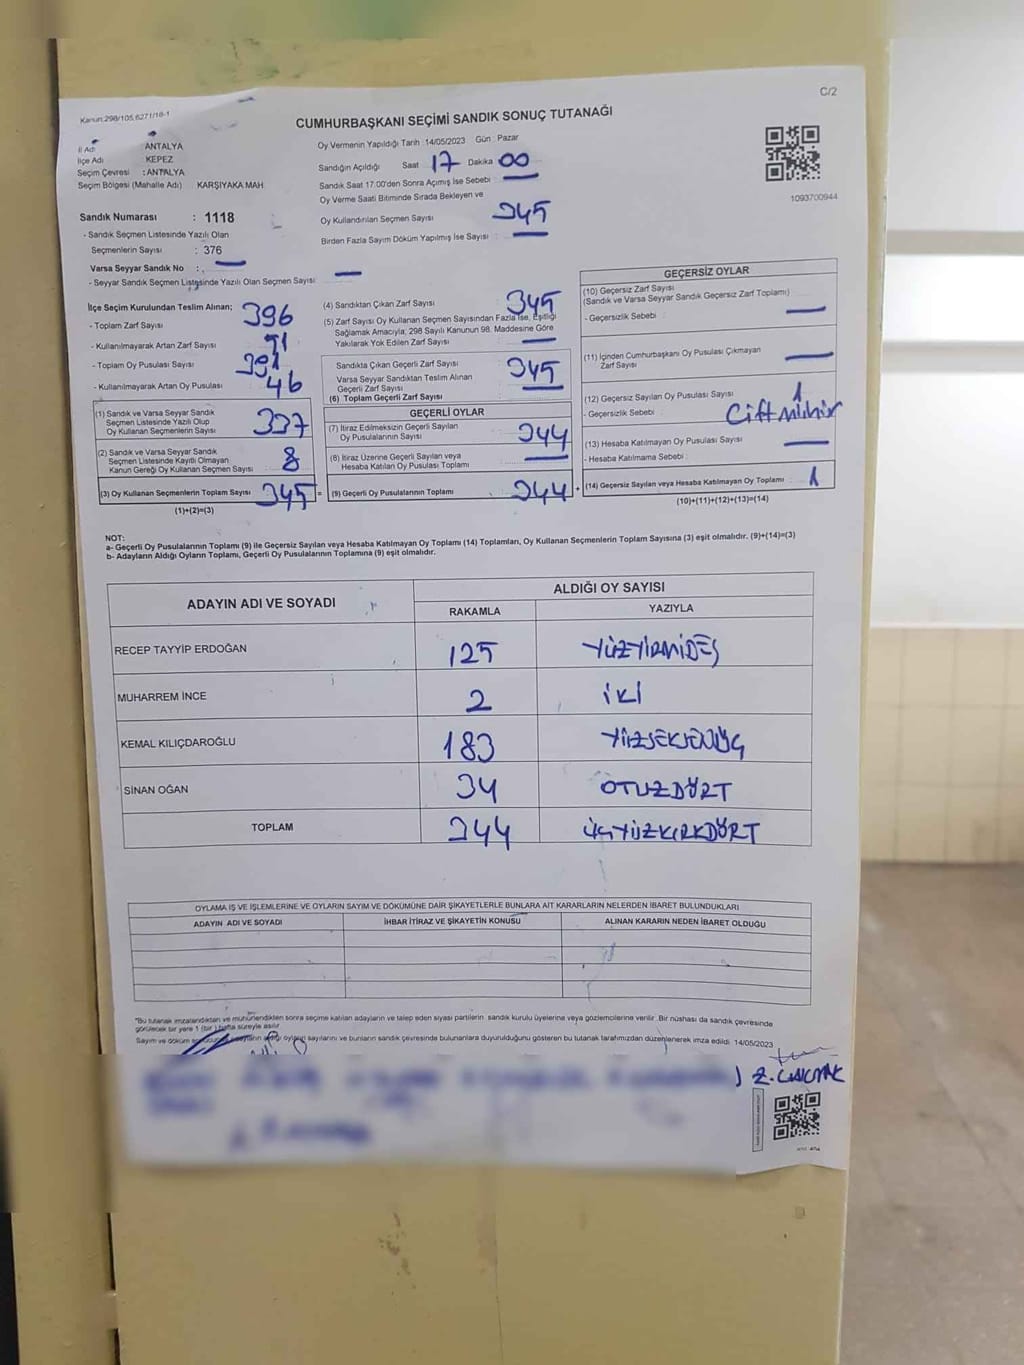 C/2
Kanun:298/105,6271/18-1
CUMHURBAŞKANI SEÇİMİ SANDIK SONUÇ TUTANAĞI
İl Adı : ANTALYA
İlçe Adı : KEPEZ
Seçim Çevresi : ANTALYA
Seçim Bölgesi (Mahalle Adı) KARŞIYAKA MAH.
Sandık Numarası : 1118
- Sandık Seçmen Listesinde Yazılı Olan
Seçmenlerin Sayısı : 376
Varsa Seyyar Sandık No : —
- Seyyar Sandık Seçmen Listesinde Yazılı Olan Seçmen Sayısı: —
Oy Vermenin Yapıldığı Tarih :14/05/2023 Gün : Pazar
Sandığın Açıldığı Saat 17 Dakika 00
Sandık Saat 17:00'den Sonra Açımış İse Sebebi : —
Oy Verme Saati Bitiminde Sırada Bekleyen ve
Oy Kullandırılan Seçmen Sayısı 345
Birden Fazla Sayım Döküm Yapılmış İse Sayısı : —
1093700944
İlçe Seçim Kurulundan Teslim Alınan;
- Toplam Zarf Sayısı 396
- Kullanılmayarak Artan Zarf Sayısı
- Toplam Oy Pusulası Sayısı 391
- Kullanılmayarak Artan Oy Pusulası 46
(1) Sandık ve Varsa Seyyar Sandık
Seçmen Listesinde Yazılı Olup
Oy Kullanan Seçmenlerin Sayısı 337
(2) Sandık ve Varsa Seyyar Sandık
Seçmen Listesinde Kayıtlı Olmayan
Kanun Gereği Oy Kullanan Seçmen Sayısı : 8
(3) Oy Kullanan Seçmenlerin Toplam Sayısı 345 =
(1)+(2)=(3)
(4) Sandıktan Çıkan Zarf Sayısı 345
(5) Zarf Sayısı Oy Kullanan Seçmen Sayısından Fazla İse, Eşitliği
Sağlamak Amacıyla, 298 Sayılı Kanunun 98. Maddesine Göre
Yakılarak Yok Edilen Zarf Sayısı : —
Sandıkta Çıkan Geçerli Zarf Sayısı 345
Varsa Seyyar Sandıktan Teslim Alınan
Geçerli Zarf Sayısı —
(6) Toplam Geçerli Zarf Sayısı
GEÇERLİ OYLAR
(7) İtiraz Edilmeksizin Geçerli Sayılan
Oy Pusulalarının Sayısı 344
(8) İtiraz Üzerine Geçerli Sayılan veya
Hesaba Katılan Oy Pusulası Toplamı —
(9) Geçerli Oy Pusulalarının Toplamı : 344 +
GEÇERSİZ OYLAR
(10) Geçersiz Zarf Sayısı
(Sandık ve Varsa Seyyar Sandık Geçersiz Zarf Toplamı)
- Geçersizlik Sebebi : —
(11) İçinden Cumhurbaşkanı Oy Pusulası Çıkmayan
Zarf Sayısı —
(12) Geçersiz Sayılan Oy Pusulası Sayısı 1
- Geçersizlik Sebebi : Çift Mühür
(13) Hesaba Katılmayan Oy Pusulası Sayısı —
- Hesaba Katılmama Sebebi :
(14) Geçersiz Sayılan veya Hesaba Katılmayan Oy Toplamı : 1
(10)+(11)+(12)+(13)=(14)
NOT:
a- Geçerli Oy Pusulalarının Toplamı (9) ile Geçersiz Sayılan veya Hesaba Katılmayan Oy Toplamı (14) Toplamları, Oy Kullanan Seçmenlerin Toplam Sayısına (3) eşit olmalıdır. (9)+(14)=(3)
b- Adayların Aldığı Oyların Toplamı, Geçerli Oy Pusulalarının Toplamına (9) eşit olmalıdır.
ADAYIN ADI VE SOYADI ALDIĞI OY SAYISI
RAKAMLA YAZIYLA
RECEP TAYYİP ERDOĞAN 125 YÜZYİRMİBEŞ
MUHARREM İNCE 2 İKİ
KEMAL KILIÇDAROĞLU 183 YÜZSEKSENÜÇ
SİNAN OĞAN 34 OTUZDÖRT
TOPLAM 344 ÜÇYÜZKIRKDÖRT
OYLAMA İŞ VE İŞLEMLERİNE VE OYLARIN SAYIM VE DÖKÜMÜNE DAİR ŞİKAYETLERLE BUNLARA AİT KARARLARIN NELERDEN İBARET BULUNDUKLARI
ADAYIN ADI VE SOYADI İHBAR İTİRAZ VE ŞİKAYETİN KONUSU ALINAN KARARIN NEDEN İBARET OLDUĞU
*Bu tutanak imzalandıktan ve mühürlendikten sonra seçime katılan adayların ve talep eden siyasi partilerin sandık kurulu üyelerine veya gözlemcilerine verilir. Bir nüshası da sandık çevresinde
görülecek bir yere 1 (bir) hafta süreyle asılır
Sayım ve döküm aldığı oyların sayılarını ve bunların sandık çevresinde bulunanlara duyurulduğunu gösteren bu tutanak tarafımızdan düzenlenerek imza edildi. 14/05/2023
Z. ÇAKMAK